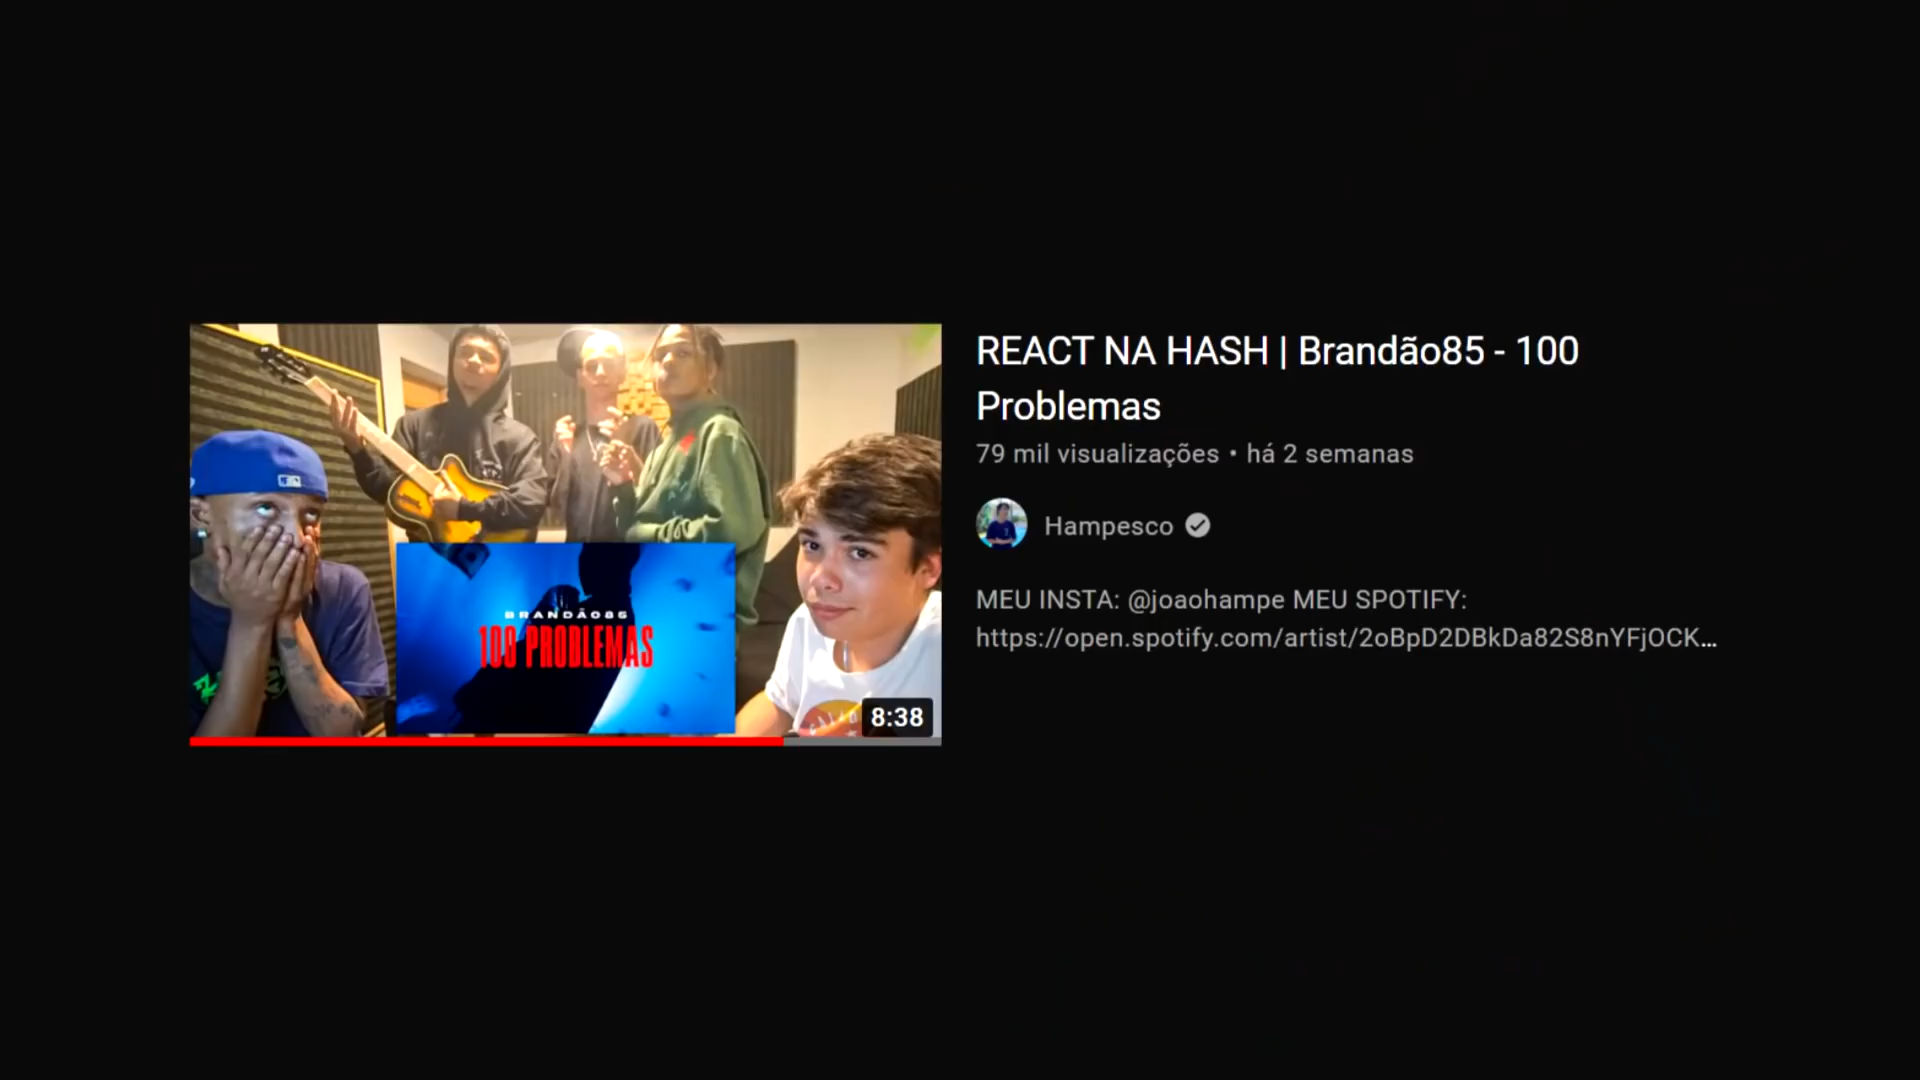 REACT NA HASH | Brandão85 - 100
Problemas
79 mil visualizações • há 2 semanas
Hampesco
MEU INSTA: @joaohampe MEU SPOTIFY:
https://open.spotify.com/artist/2oBpD2DBkDa82S8nYFjOCK...
BRANDÃO85
100 PROBLEMAS
8:38